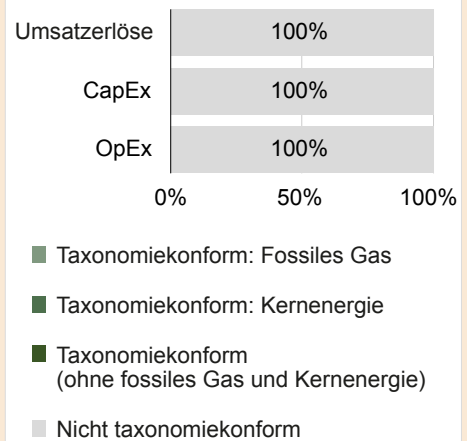 Umsatzerlöse 100%
CapEx 100%
OpEx 100%
0% 50% 100%
Taxonomiekonform: Fossiles Gas
Taxonomiekonform: Kernenergie
Taxonomiekonform
(ohne fossiles Gas und Kernenergie)
Nicht taxonomiekonform